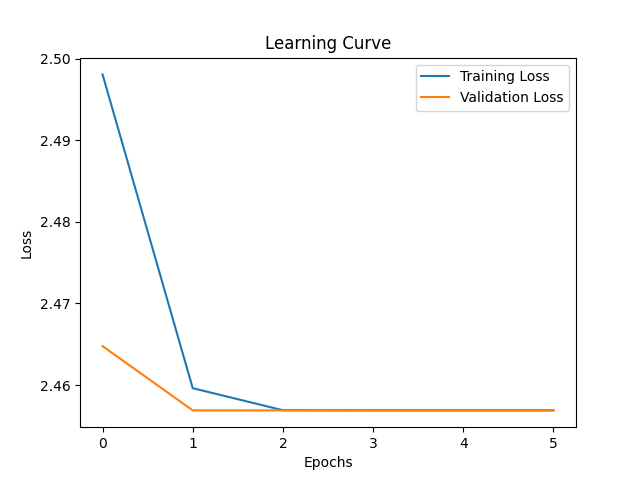 Learning Curve
Training Loss
Validation Loss
2.50
2.49
2.48
2.47
2.46
Loss
0 1 2 3 4 5
Epochs